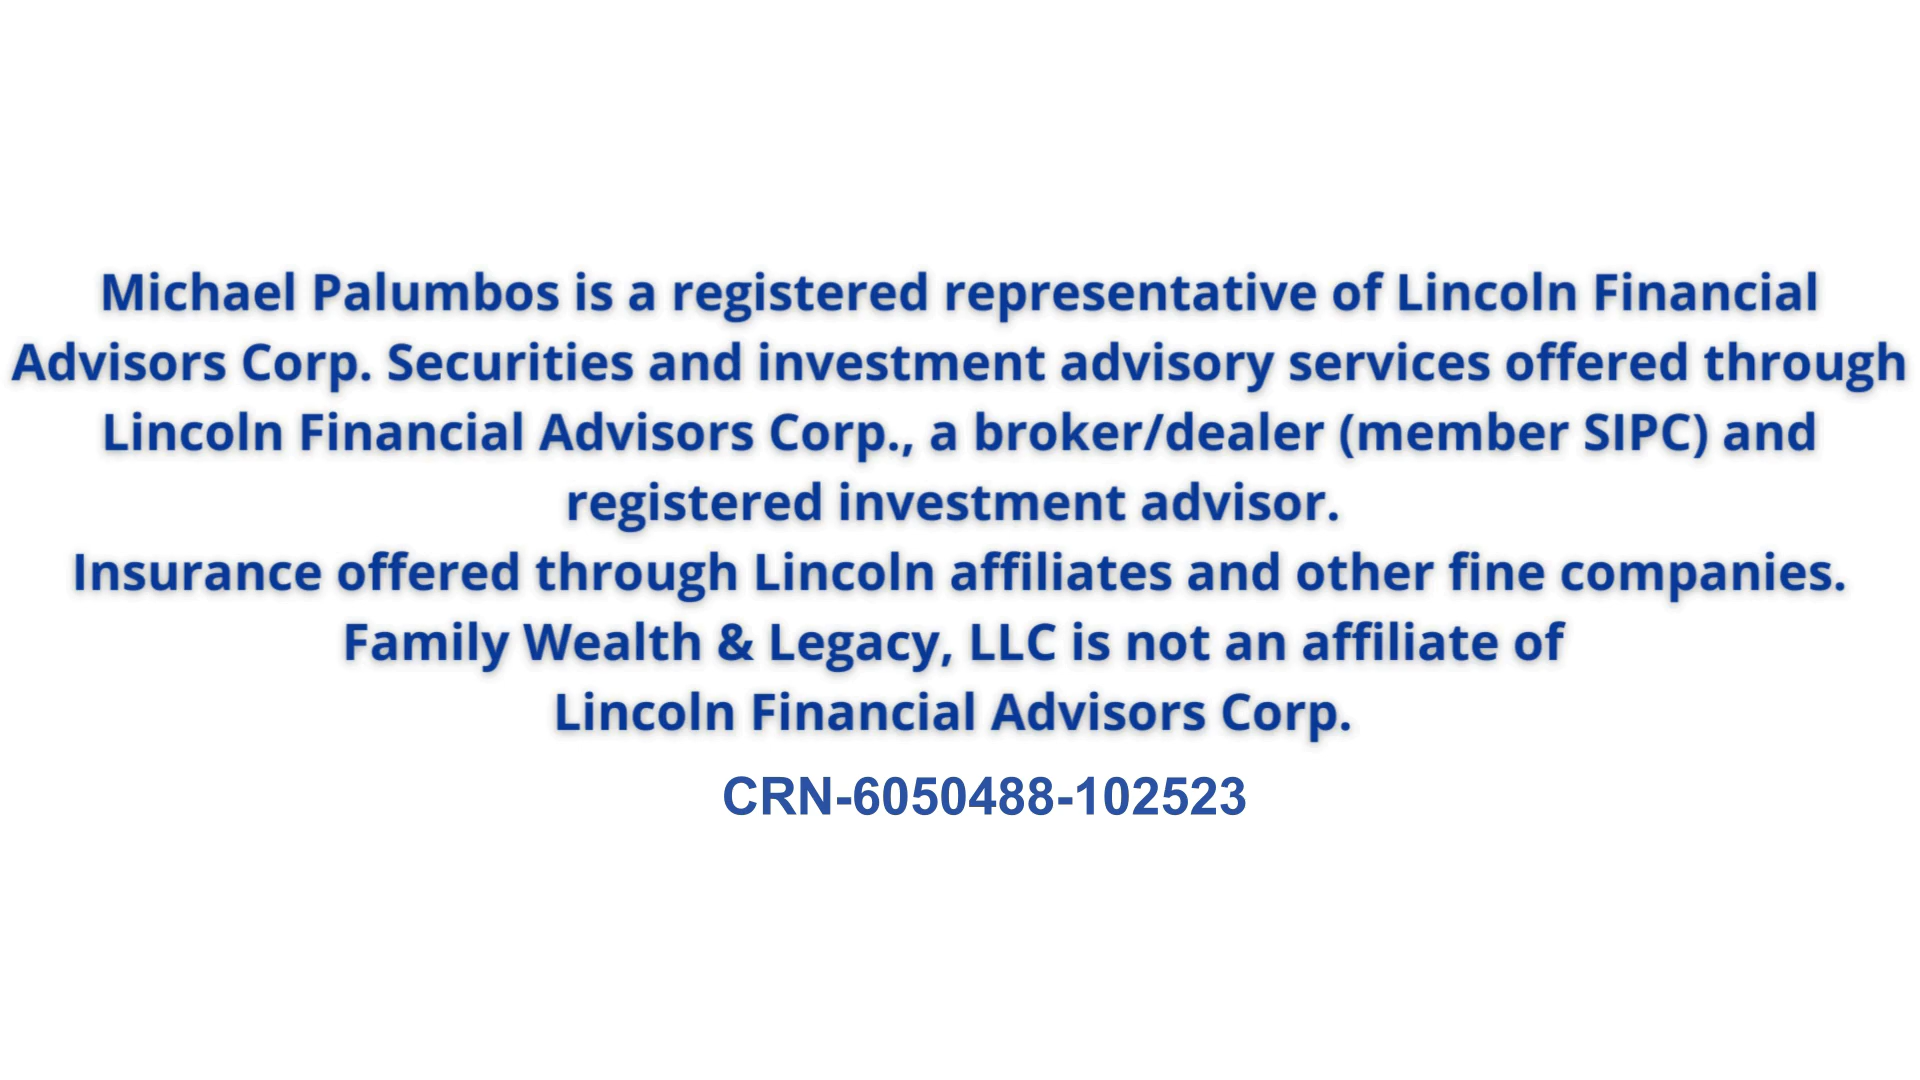 Michael Palumbos is a registered representative of Lincoln Financial
Advisors Corp. Securities and investment advisory services offered through
Lincoln Financial Advisors Corp., a broker/dealer (member SIPC) and
registered investment advisor.
Insurance offered through Lincoln affiliates and other fine companies.
Family Wealth & Legacy, LLC is not an affiliate of
Lincoln Financial Advisors Corp.
CRN-6050488-102523